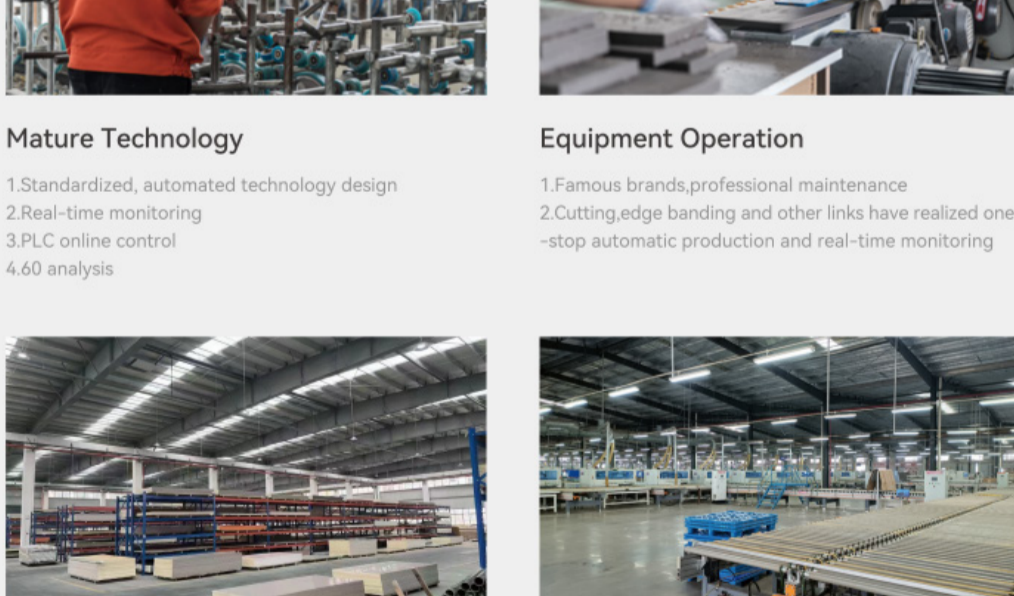 Mature Technology
1.Standardized, automated technology design
2.Real-time monitoring
3.PLC online control
4.60 analysis
Equipment Operation
1.Famous brands,professional maintenance
2.Cutting,edge banding and other links have realized one
-stop automatic production and real-time monitoring